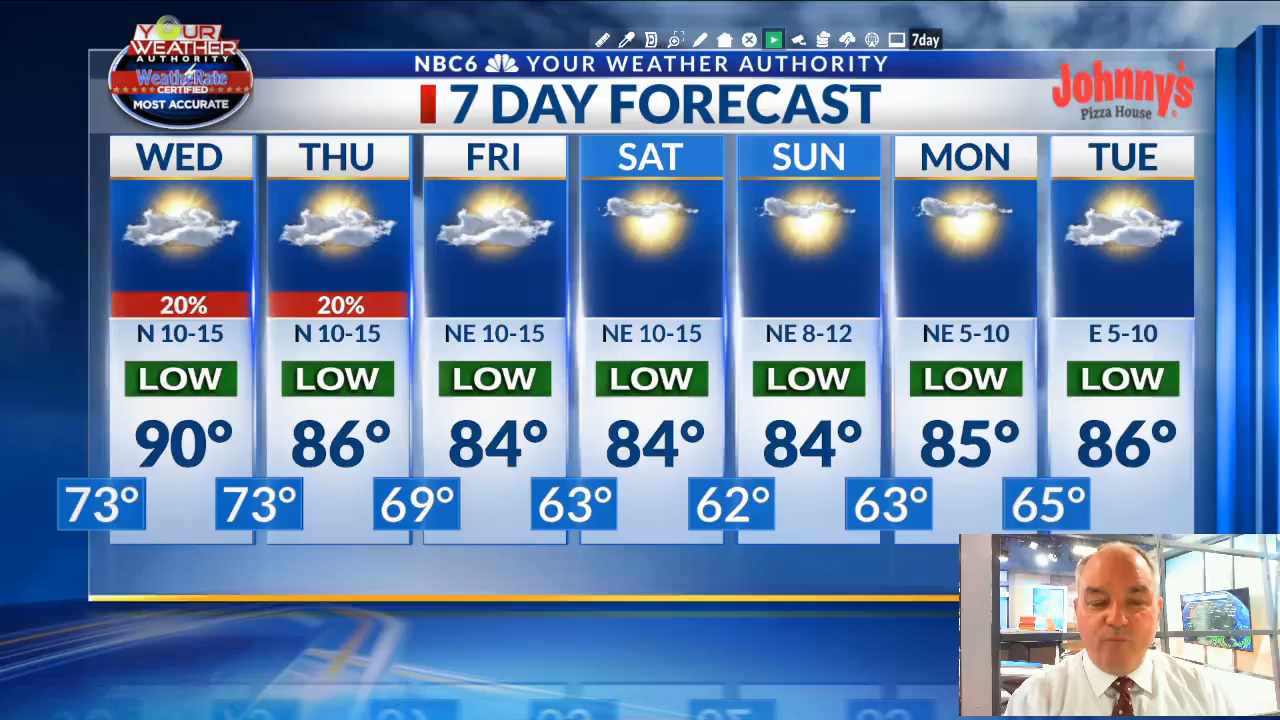 YOUR
WEATHER
AUTHORITY
WeatheRate
CERTIFIED
MOST ACCURATE
7day
NBC6 YOUR WEATHER AUTHORITY
7 DAY FORECAST
Johnny's
Pizza House
WED THU FRI SAT SUN MON TUE
20% 20%
N 10-15 N 10-15 NE 10-15 NE 10-15 NE 8-12 NE 5-10 E 5-10
LOW LOW LOW LOW LOW LOW LOW
90° 86° 84° 84° 84° 85° 86°
73° 73° 69° 63° 62° 63° 65°